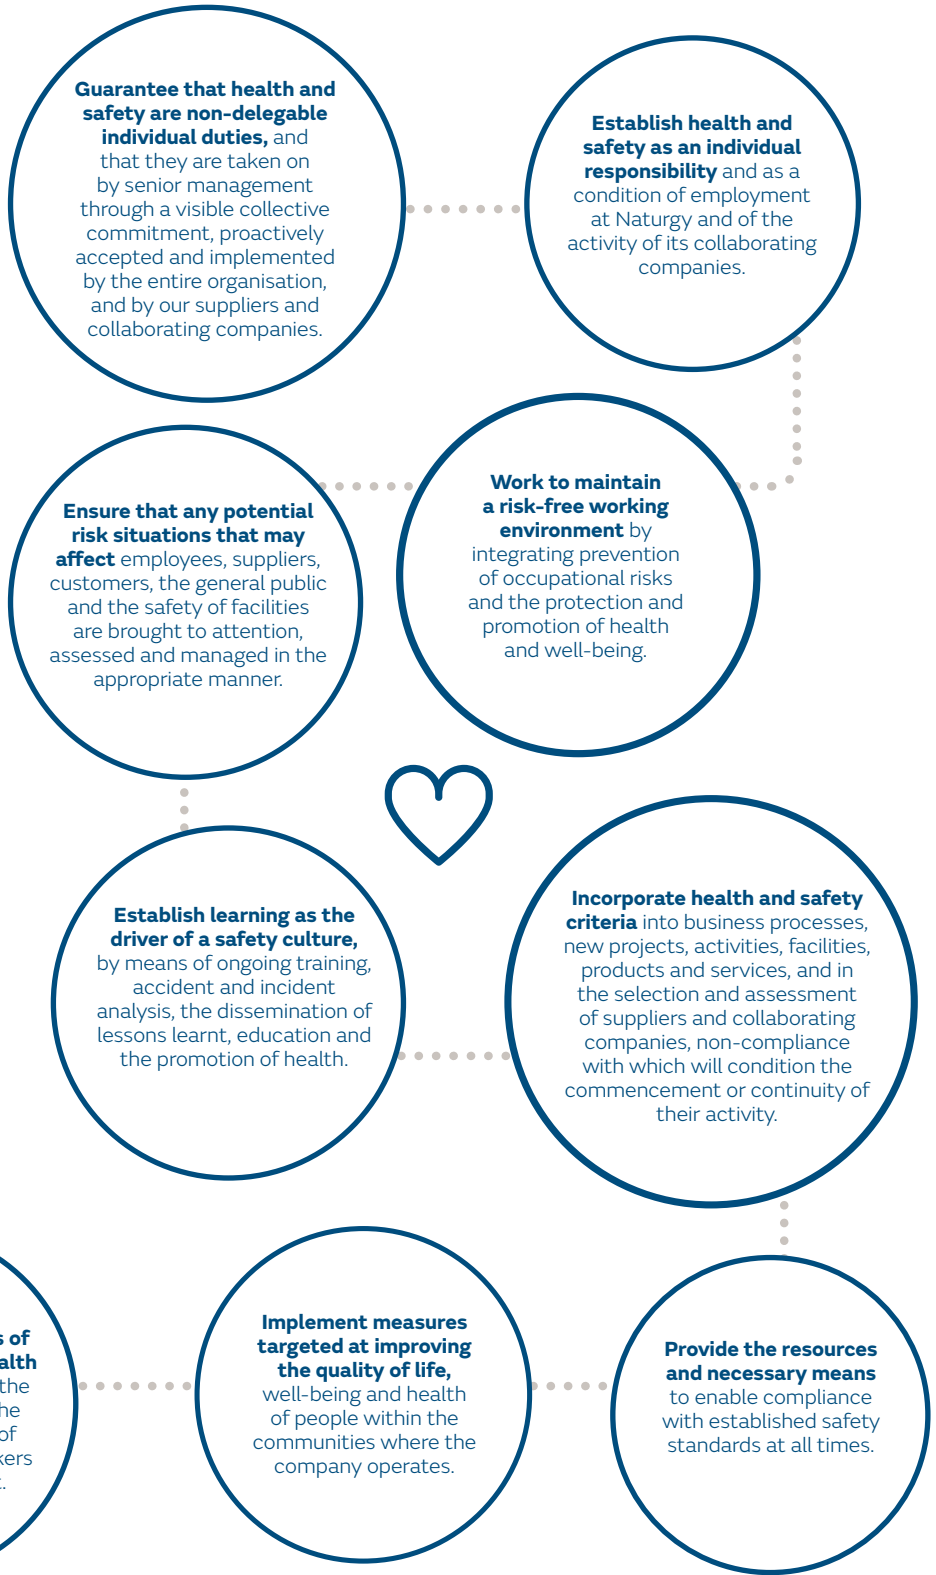 Guarantee that health and
safety are non-delegable
individual duties, and
that they are taken on
by senior management
through a visible collective
commitment, proactively
accepted and implemented
by the entire organisation,
and by our suppliers and
collaborating companies.
Establish health and
safety as an individual
responsibility and as a
condition of employment
at Naturgy and of the
activity of its collaborating
companies.
Work to maintain
a risk-free working
environment by
integrating prevention
of occupational risks
and the protection and
promotion of health
and well-being.
Ensure that any potential
risk situations that may
affect employees, suppliers,
customers, the general public
and the safety of facilities
are brought to attention,
assessed and managed in the
appropriate manner.
Establish learning as the
driver of a safety culture,
by means of ongoing training,
accident and incident
analysis, the dissemination of
lessons learnt, education and
the promotion of health.
Incorporate health and safety
criteria into business processes,
new projects, activities, facilities,
products and services, and in
the selection and assessment
of suppliers and collaborating
companies, non-compliance
with which will condition the
commencement or continuity of
their activity.
Provide the resources
and necessary means
to enable compliance
with established safety
standards at all times.
Implement measures
targeted at improving
the quality of life,
well-being and health
of people within the
communities where the
company operates.
of
the
of